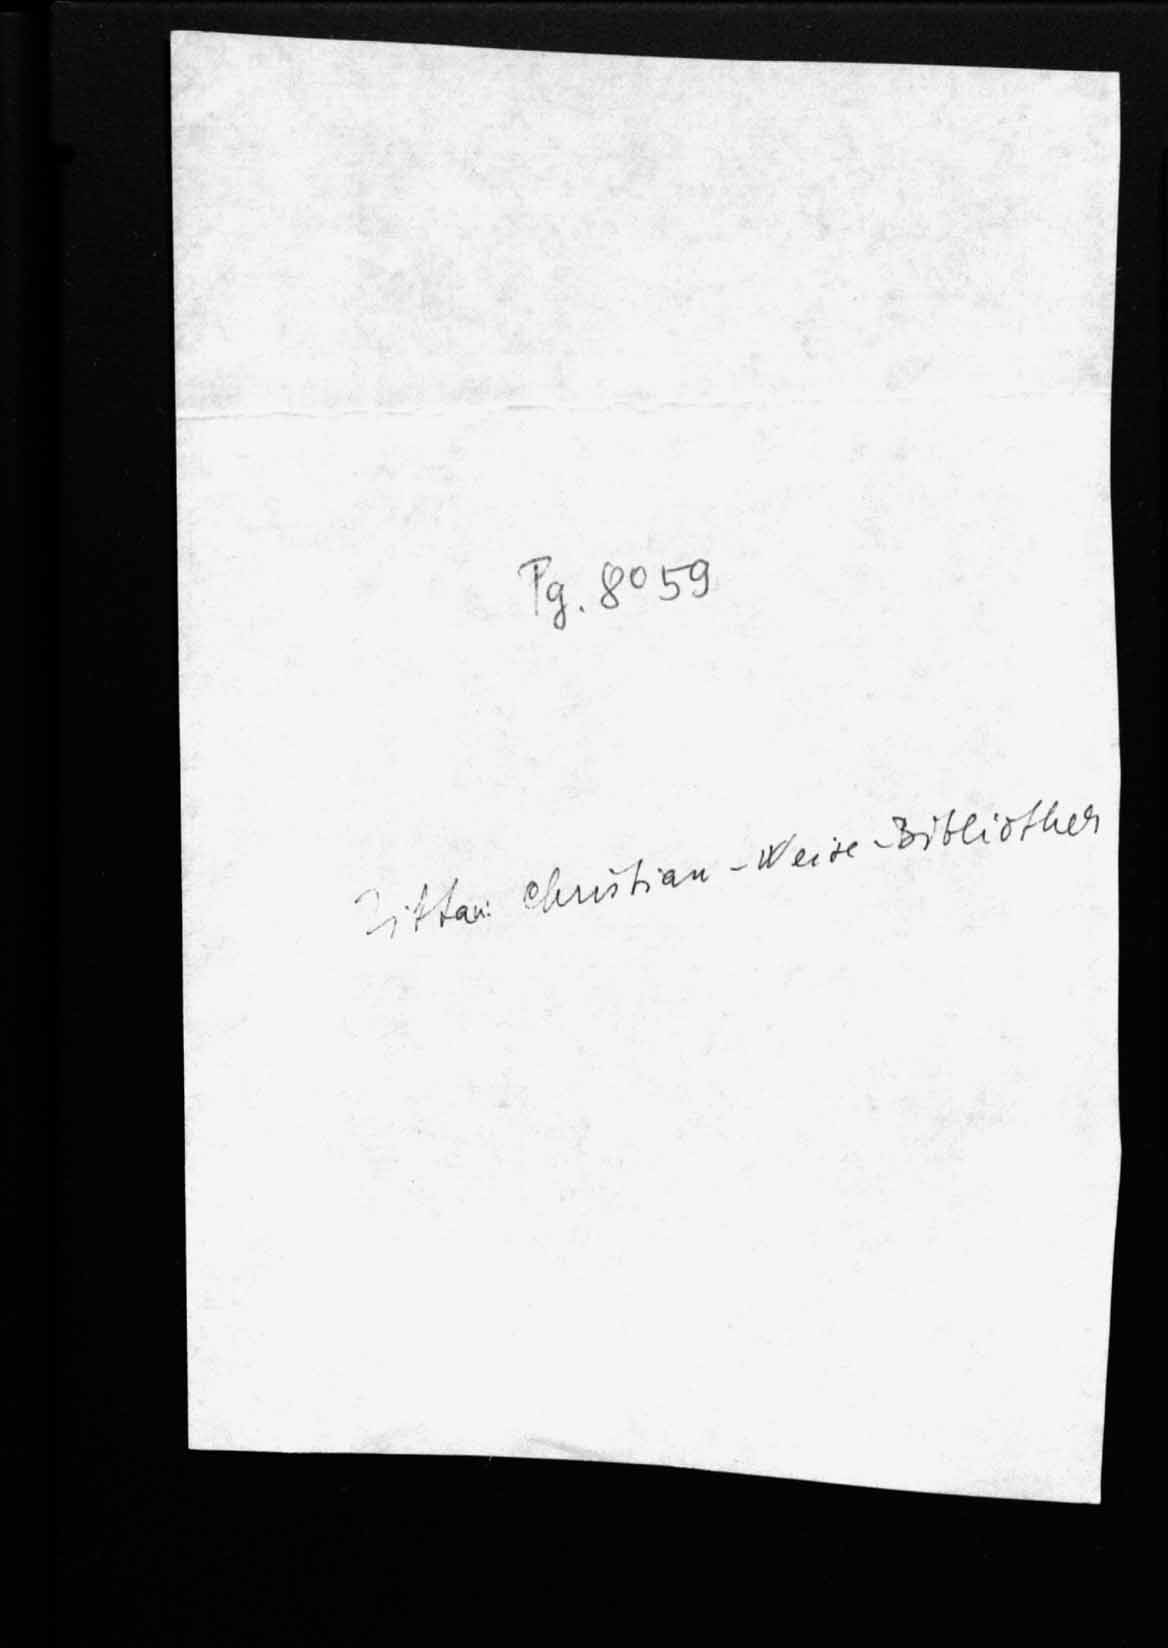 Pg. 8° 59
Zittau: Christian-Weise-Bibliothek